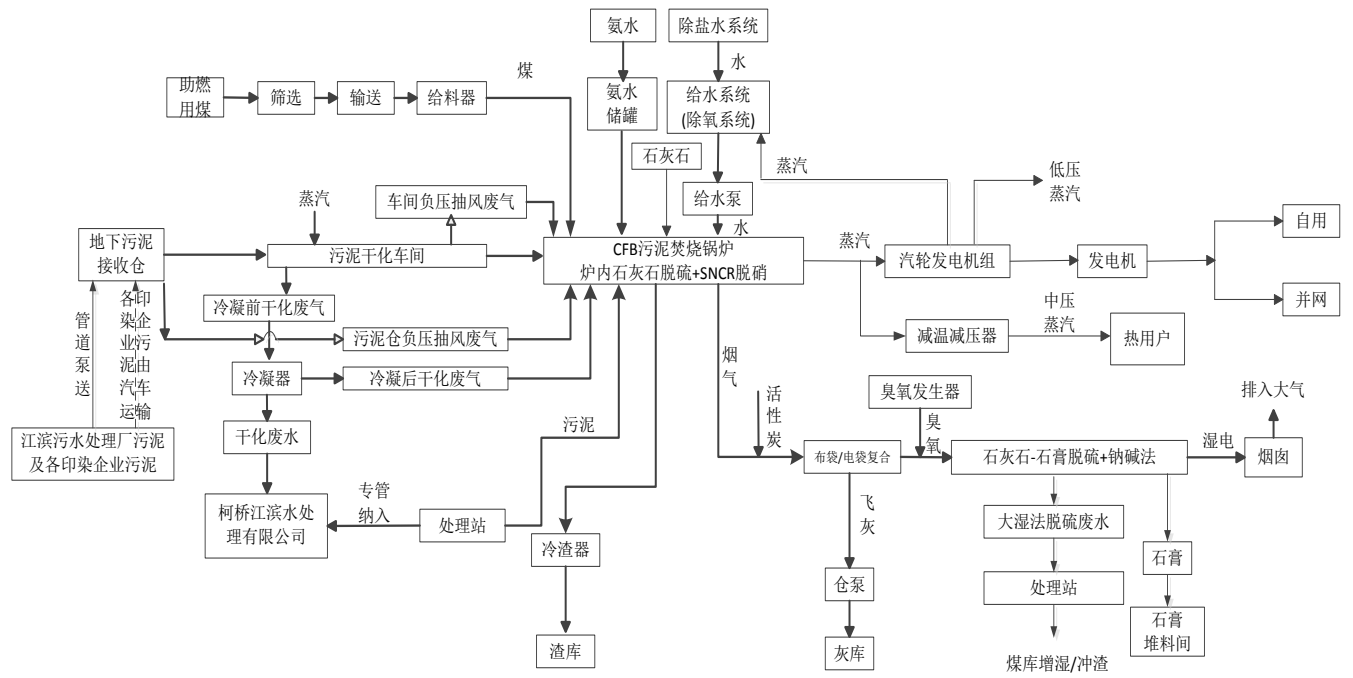 氨水
除盐水系统
水
煤
助燃
用煤
筛选
输送
给料器
氨水
储罐
给水系统
(除氧系统)
石灰石
蒸汽
低压
蒸汽
蒸汽
车间负压抽风废气
给水泵
水
自用
地下污泥
接收仓
污泥干化车间
CFB污泥焚烧锅炉
炉内石灰石脱硫+SNCR脱硝
蒸汽
汽轮发电机组
发电机
并网
管道泵送
各印染企业污泥由汽车运输
冷凝前干化废气
污泥仓负压抽风废气
中压
蒸汽
减温减压器
热用户
烟气
冷凝器
冷凝后干化废气
活性炭
臭氧发生器
臭氧
排入大气
江滨污水处理厂污泥
及各印染企业污泥
干化废水
污泥
布袋/电袋复合
石灰石-石膏脱硫+钠碱法
湿电
烟囱
柯桥江滨水处
理有限公司
专管
纳入
处理站
飞灰
大湿法脱硫废水
石膏
冷渣器
仓泵
处理站
石膏
堆料间
渣库
灰库
煤库增湿/冲渣